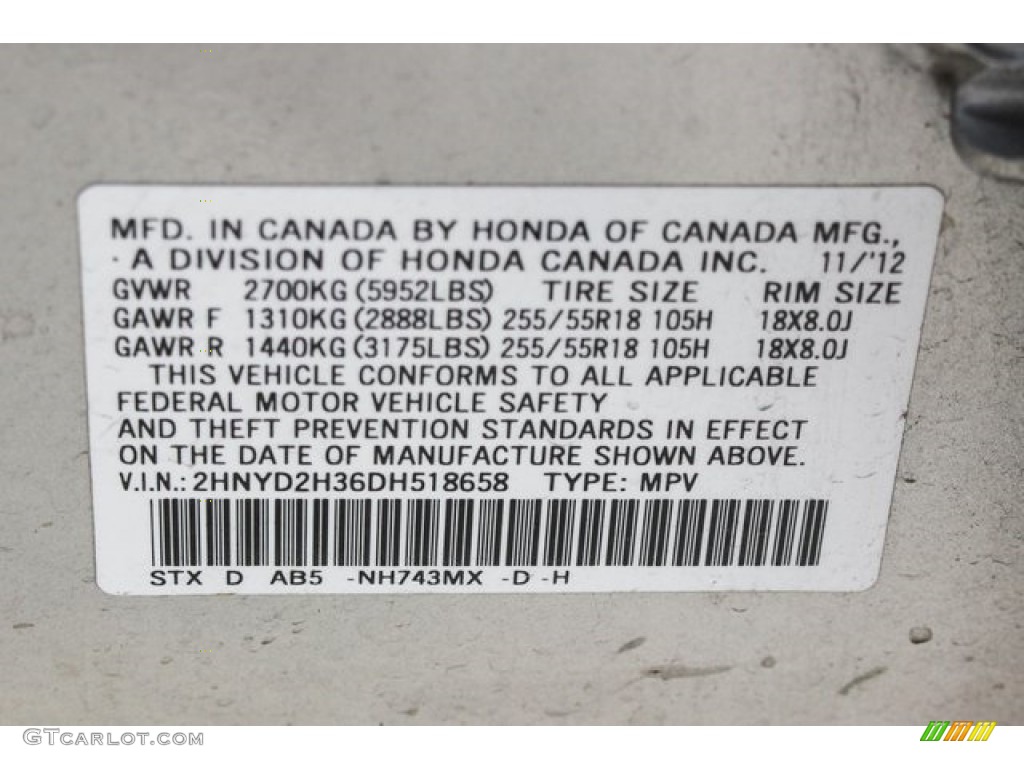 MFD. IN CANADA BY HONDA OF CANADA MFG.,
· A DIVISION OF HONDA CANADA INC. 11/'12
GVWR 2700KG (5952LBS) TIRE SIZE RIM SIZE
GAWR F 1310KG (2888LBS) 255/55R18 105H 18X8.0J
GAWR R 1440KG (3175LBS) 255/55R18 105H 18X8.0J
THIS VEHICLE CONFORMS TO ALL APPLICABLE
FEDERAL MOTOR VEHICLE SAFETY
AND THEFT PREVENTION STANDARDS IN EFFECT
ON THE DATE OF MANUFACTURE SHOWN ABOVE.
V.I.N.: 2HNYD2H36DH518658 TYPE: MPV
STX D AB5 -NH743MX -D -H
GTCARLOT.COM